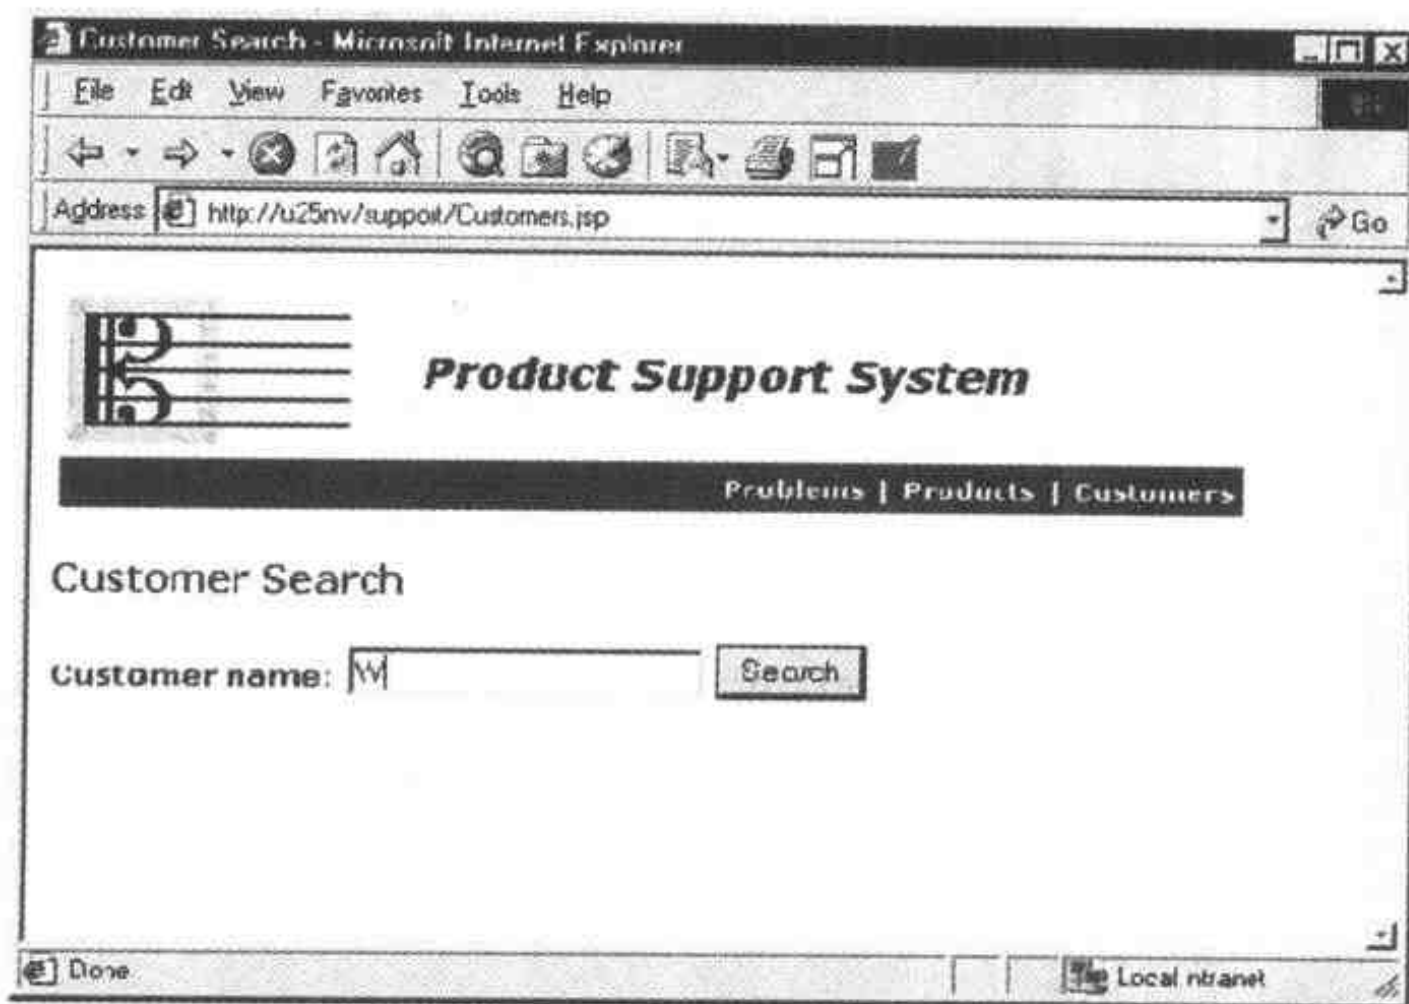 Customer Search - Microsoft Internet Explorer
File Edit View Favorites Tools Help
Address http://u25nv/support/Customers.jsp Go
Product Support System
Problems | Products | Customers
Customer Search
Customer name: W Search
Done Local intranet